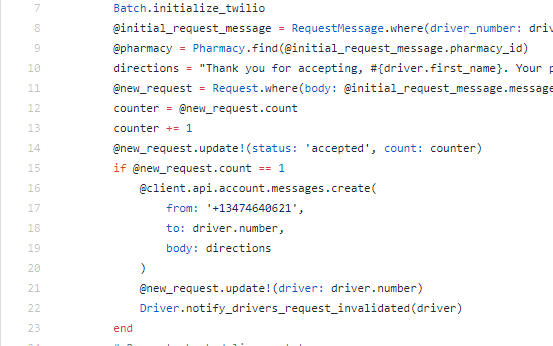 7 Batch.initialize_twilio
8 @initial_request_message = RequestMessage.where(driver_number:
9 @pharmacy = Pharmacy.find(@initial_request_message.pharmacy_id)
10 directions = "Thank you for accepting, #{driver.first_name}. Your
11 @new_request = Request.where(body: @initial_request_message.message
12 counter = @new_request.count
13 counter += 1
14 @new_request.update!(status: 'accepted', count: counter)
15 if @new_request.count == 1
16 @client.api.account.messages.create(
17 from: '+13474640621',
18 to: driver.number,
19 body: directions
20 )
21 @new_request.update!(driver: driver.number)
22 Driver.notify_drivers_request_invalidated(driver)
23 end